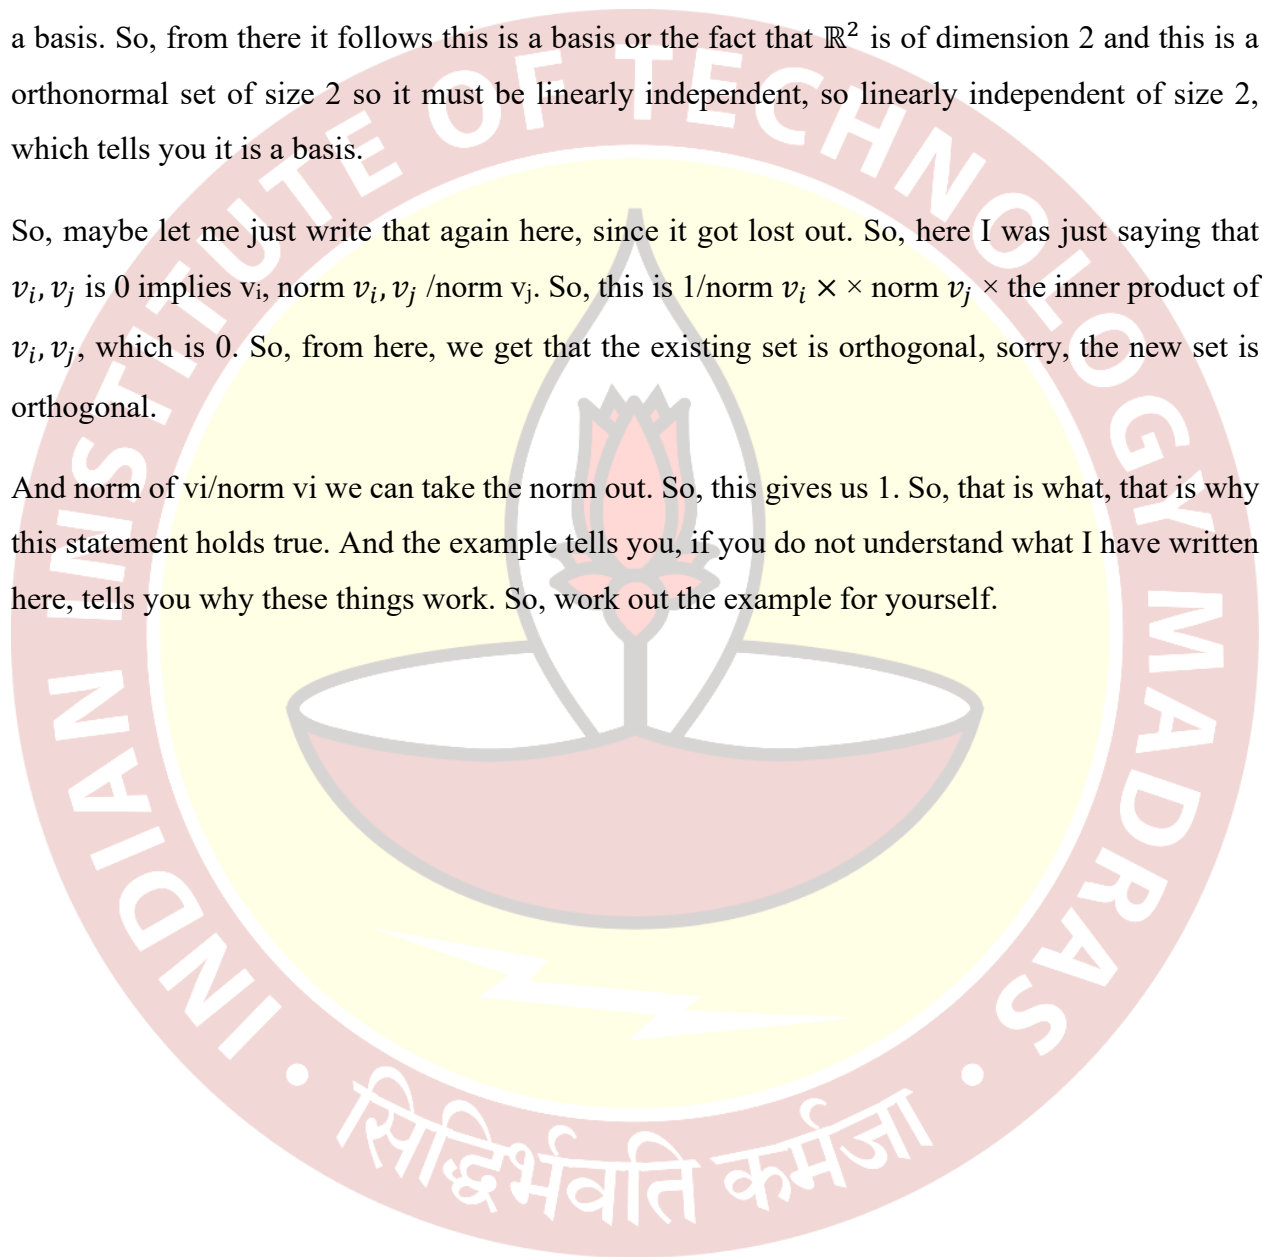 a basis. So, from there it follows this is a basis or the fact that ℝ² is of dimension 2 and this is a
orthonormal set of size 2 so it must be linearly independent, so linearly independent of size 2,
which tells you it is a basis.
So, maybe let me just write that again here, since it got lost out. So, here I was just saying that
𝑣ᵢ, 𝑣ⱼ is 0 implies vᵢ, norm 𝑣ᵢ, 𝑣ⱼ /norm vⱼ. So, this is 1/norm 𝑣ᵢ × × norm 𝑣ⱼ × the inner product of
𝑣ᵢ, 𝑣ⱼ, which is 0. So, from here, we get that the existing set is orthogonal, sorry, the new set is
orthogonal.
And norm of vi/norm vi we can take the norm out. So, this gives us 1. So, that is what, that is why
this statement holds true. And the example tells you, if you do not understand what I have written
here, tells you why these things work. So, work out the example for yourself.
INDIAN INSTITUTE OF TECHNOLOGY MADRAS
सिद्धिर्भवति कर्मजा